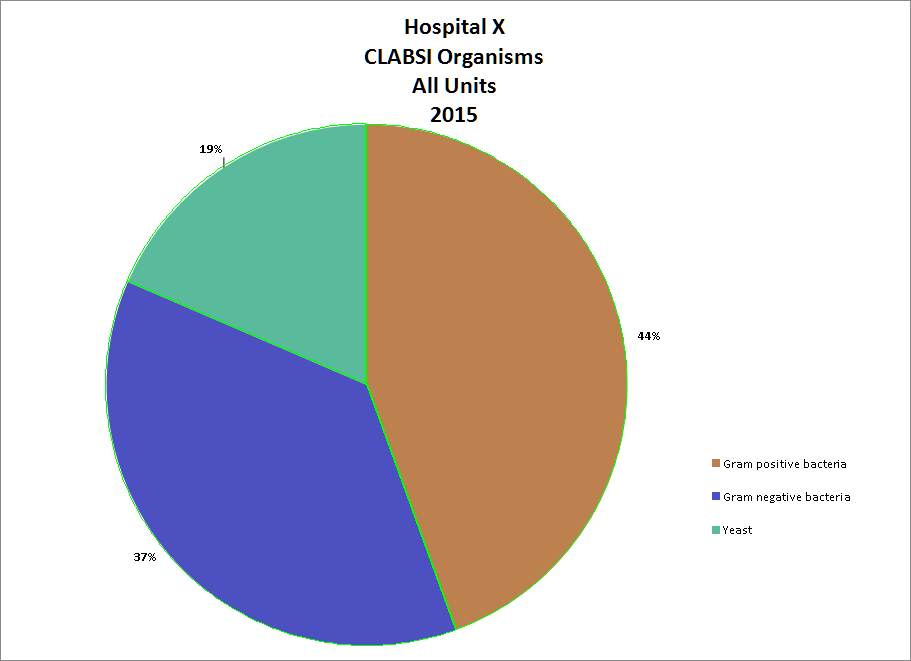 Hospital X
CLABSI Organisms
All Units
2015
19%
44%
Gram positive bacteria
Gram negative bacteria
Yeast
37%